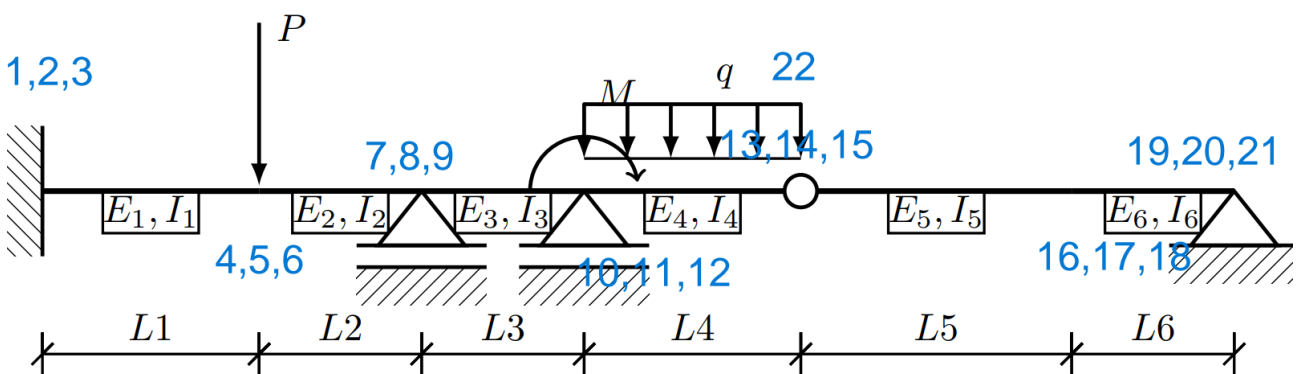 P
1,2,3
M
q
22
7,8,9
13,14,15
19,20,21
E₁, I₁
E₂, I₂
E₃, I₃
E₄, I₄
E₅, I₅
E₆, I₆
4,5,6
10,11,12
16,17,18
L1
L2
L3
L4
L5
L6